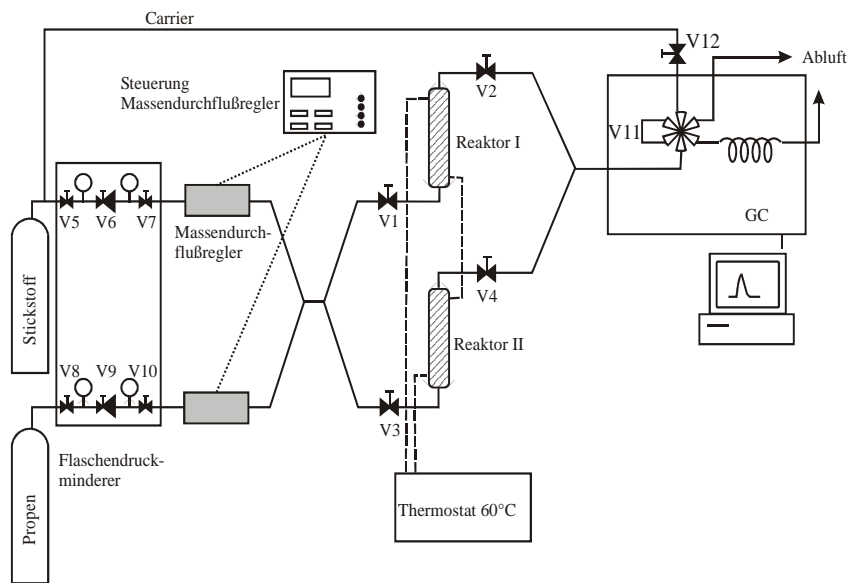 Carrier
V12
Abluft
Steuerung
Massendurchflußregler
V2
Reaktor I
V11
GC
V5
V6
V7
V1
Massendurch-
flußregler
V4
Stickstoff
Reaktor II
V8
V9
V10
V3
Flaschendruck-
minderer
Propen
Thermostat 60°C